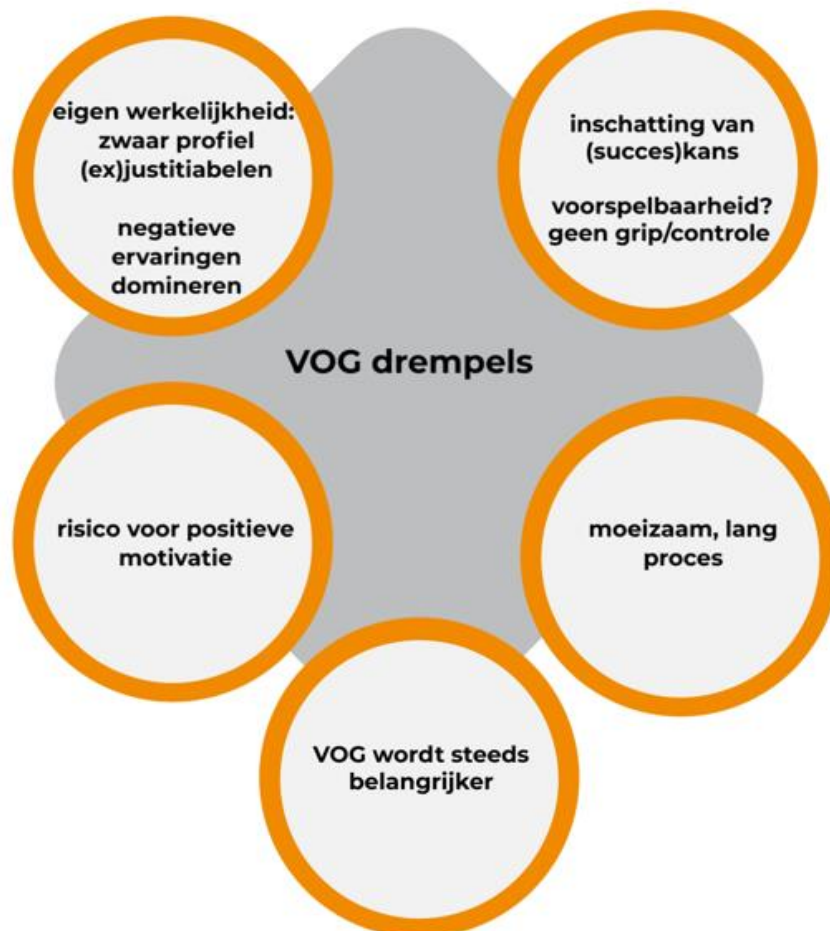 eigen werkelijkheid:
zwaar profiel
(ex)justitiabelen
negatieve
ervaringen
domineren
inschatting van
(succes)kans
voorspelbaarheid?
geen grip/controle
VOG drempels
risico voor positieve
motivatie
moeizaam, lang
proces
VOG wordt steeds
belangrijker